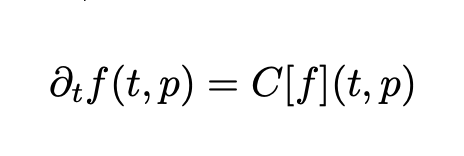 ∂ₜf(t, p) = C[f](t, p)